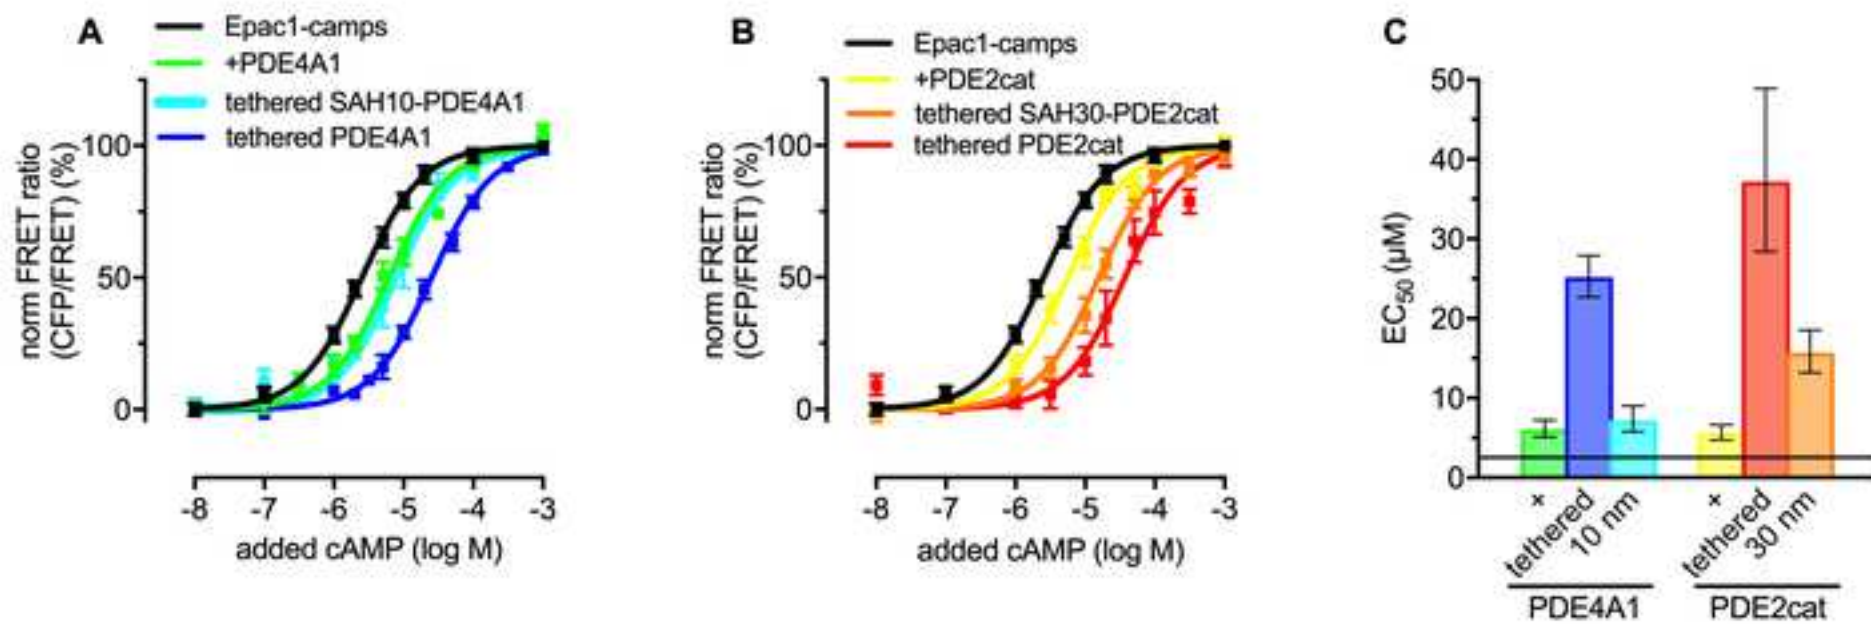 A
Epac1-camps
+PDE4A1
tethered SAH10-PDE4A1
tethered PDE4A1
norm FRET ratio
(CFP/FRET) (%)
100
50
0
-8 -7 -6 -5 -4 -3
added cAMP (log M)
B
Epac1-camps
+PDE2cat
tethered SAH30-PDE2cat
tethered PDE2cat
norm FRET ratio
(CFP/FRET) (%)
100
50
0
-8 -7 -6 -5 -4 -3
added cAMP (log M)
C
EC50 (µM)
50
40
30
20
10
0
+ tethered 10 nm + tethered 30 nm
PDE4A1 PDE2cat